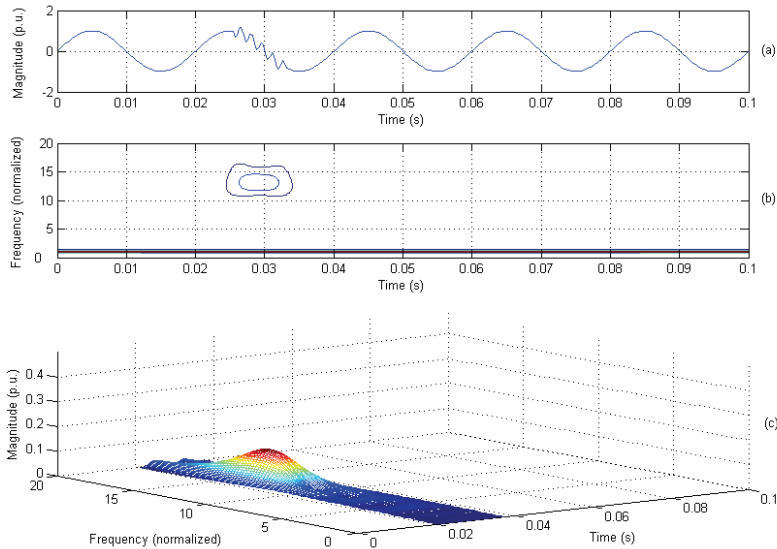 Magnitude (p.u.)
2
0
-2
0 0.01 0.02 0.03 0.04 0.05 0.06 0.07 0.08 0.09 0.1
Time (s)
(a)
Frequency (normalized)
20
15
10
5
0
0 0.01 0.02 0.03 0.04 0.05 0.06 0.07 0.08 0.09 0.1
Time (s)
(b)
Magnitude (p.u.)
0.4
0.3
0.2
0.1
0
20
15
10
5
0
Frequency (normalized)
0
0.02
0.04
0.06
0.08
0.1
Time (s)
(c)